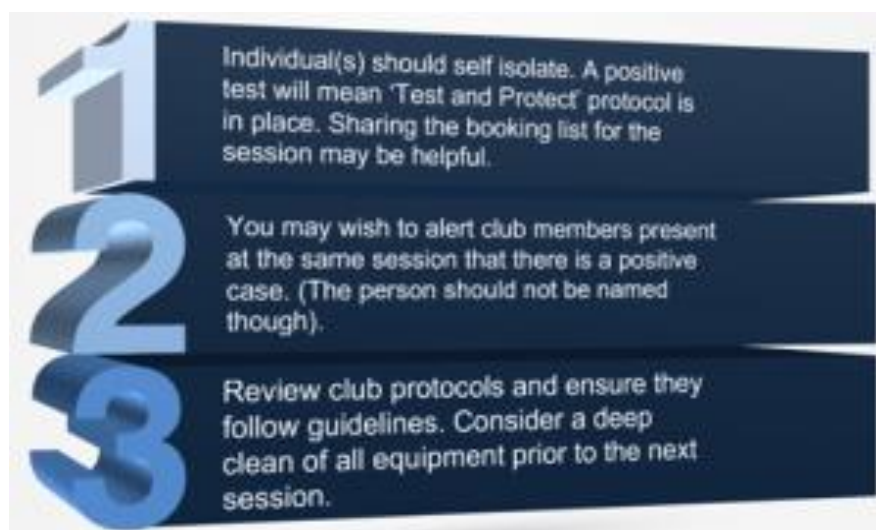 1
Individual(s) should self isolate. A positive
test will mean 'Test and Protect' protocol is
in place. Sharing the booking list for the
session may be helpful.
2
You may wish to alert club members present
at the same session that there is a positive
case. (The person should not be named
though).
3
Review club protocols and ensure they
follow guidelines. Consider a deep
clean of all equipment prior to the next
session.